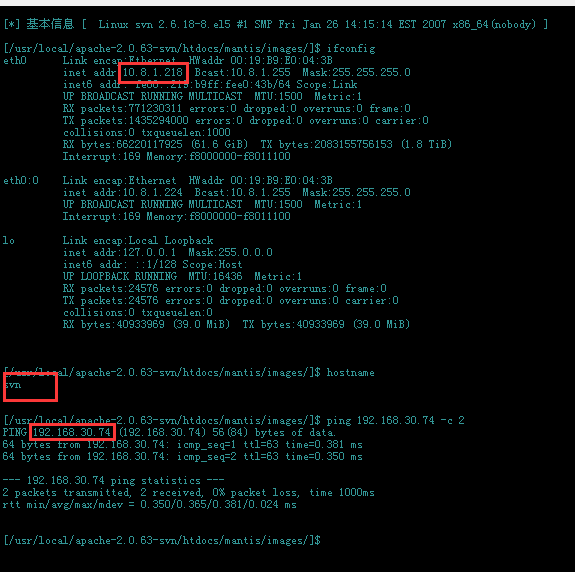 [*] 基本信息 [  Linux svn 2.6.18-8.el5 #1 SMP Fri Jan 26 14:15:14 EST 2007 x86_64(nobody) ]
[/usr/local/apache-2.0.63-svn/htdocs/mantis/images/]$ ifconfig
eth0      Link encap:Ethernet  HWaddr 00:19:B9:E0:04:3B
inet addr:10.8.1.218  Bcast:10.8.1.255  Mask:255.255.255.0
inet6 addr: :b9ff:fee0:43b/64 Scope:Link
UP BROADCAST RUNNING MULTICAST  MTU:1500  Metric:1
RX packets:771230311 errors:0 dropped:0 overruns:0 frame:0
TX packets:1435294000 errors:0 dropped:0 overruns:0 carrier:0
collisions:0 txqueuelen:1000
RX bytes:66220117925 (61.6 GiB)  TX bytes:2083155756153 (1.8 TiB)
Interrupt:169 Memory:f8000000-f8011100
eth0:0    Link encap:Ethernet  HWaddr 00:19:B9:E0:04:3B
inet addr:10.8.1.224  Bcast:10.8.1.255  Mask:255.255.255.0
UP BROADCAST RUNNING MULTICAST  MTU:1500  Metric:1
Interrupt:169 Memory:f8000000-f8011100
lo        Link encap:Local Loopback
inet addr:127.0.0.1  Mask:255.0.0.0
inet6 addr: ::1/128 Scope:Host
UP LOOPBACK RUNNING  MTU:16436  Metric:1
RX packets:24576 errors:0 dropped:0 overruns:0 frame:0
TX packets:24576 errors:0 dropped:0 overruns:0 carrier:0
collisions:0 txqueuelen:0
RX bytes:40933969 (39.0 MiB)  TX bytes:40933969 (39.0 MiB)
[/usr/local/apache-2.0.63-svn/htdocs/mantis/images/]$ hostname
svn
[/usr/local/apache-2.0.63-svn/htdocs/mantis/images/]$ ping 192.168.30.74 -c 2
PING 192.168.30.74 (192.168.30.74) 56(84) bytes of data.
64 bytes from 192.168.30.74: icmp_seq=1 ttl=63 time=0.381 ms
64 bytes from 192.168.30.74: icmp_seq=2 ttl=63 time=0.350 ms
--- 192.168.30.74 ping statistics ---
2 packets transmitted, 2 received, 0% packet loss, time 1000ms
rtt min/avg/max/mdev = 0.350/0.365/0.381/0.024 ms
[/usr/local/apache-2.0.63-svn/htdocs/mantis/images/]$